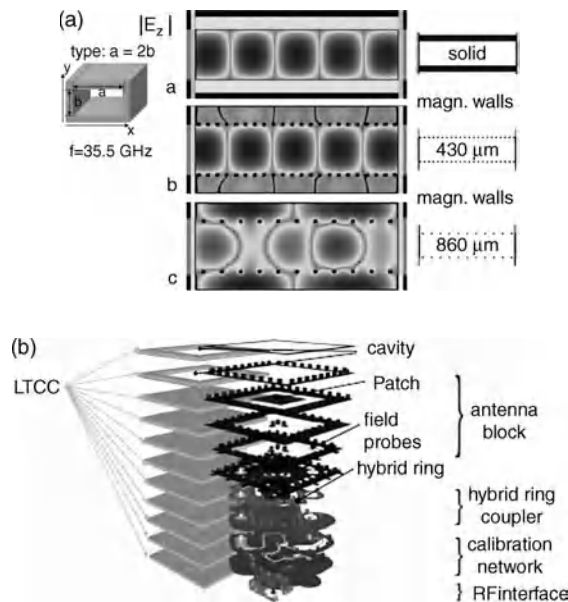 (a)
|E_z|
type: a = 2b
y
a
b
x
f=35.5 GHz
a
solid
magn. walls
b
430 μm
magn. walls
c
860 μm
(b)
LTCC
cavity
Patch
field
probes
hybrid ring
antenna
block
hybrid ring
coupler
calibration
network
RFinterface